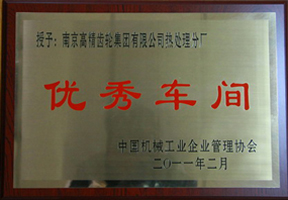 授予：南京高精齿轮集团有限公司热处理分厂
优秀车间
中国机械工业企业管理协会
二〇一一年二月